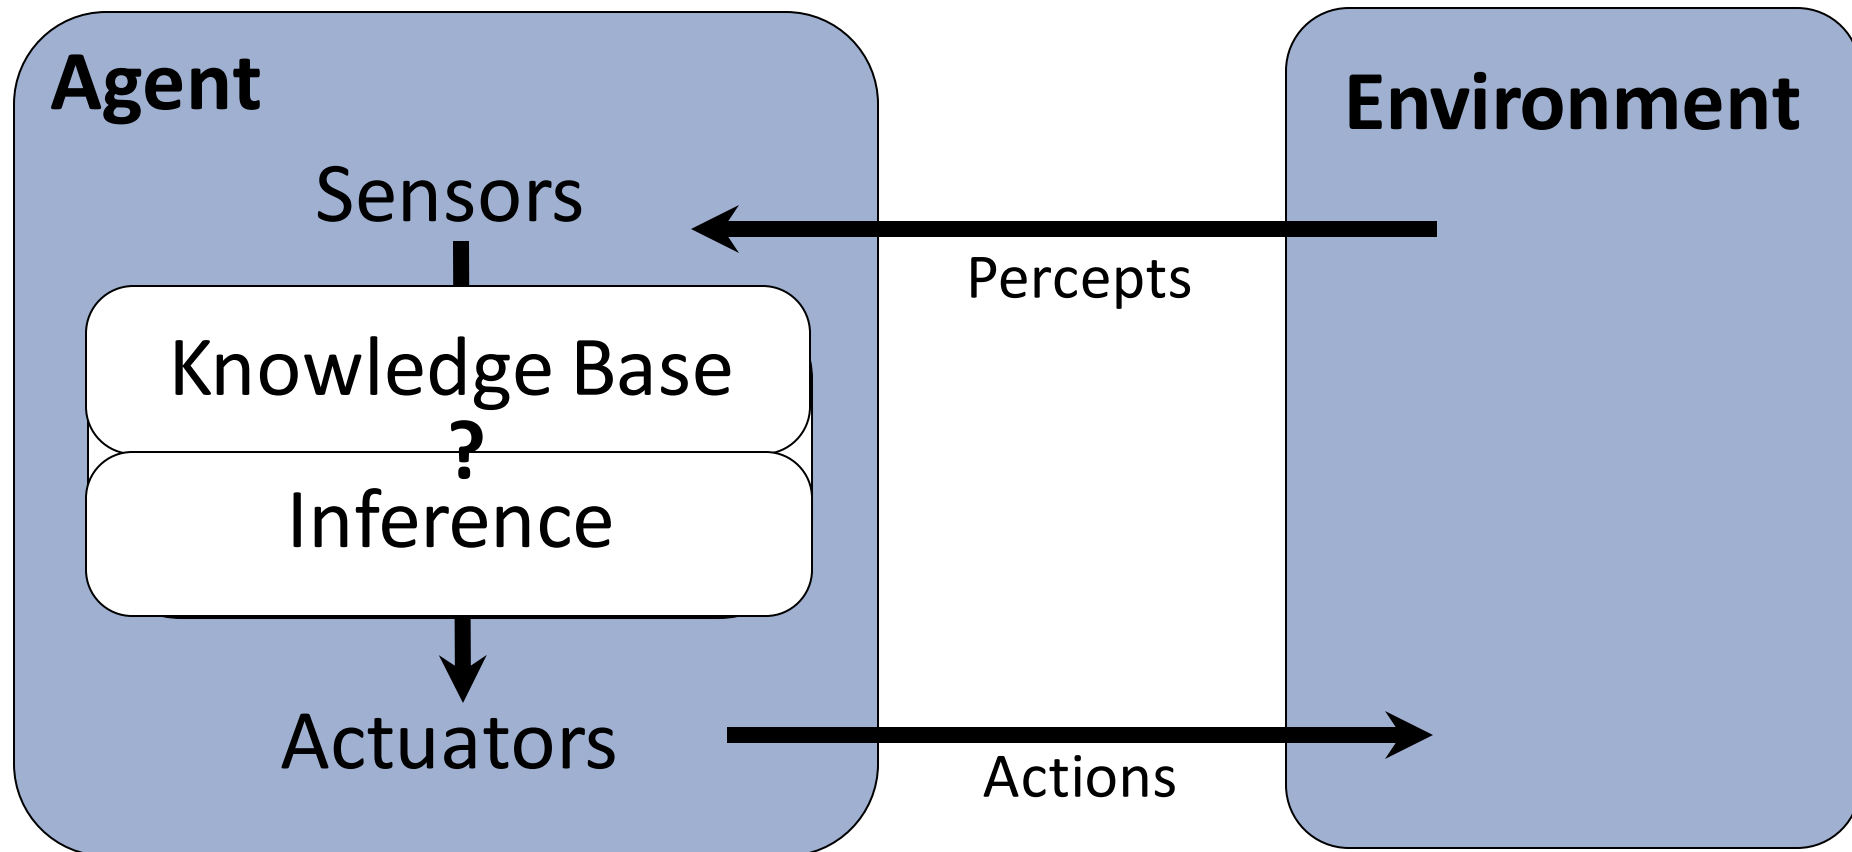 Agent
Environment
Sensors
Percepts
Knowledge Base
?
Inference
Actuators
Actions